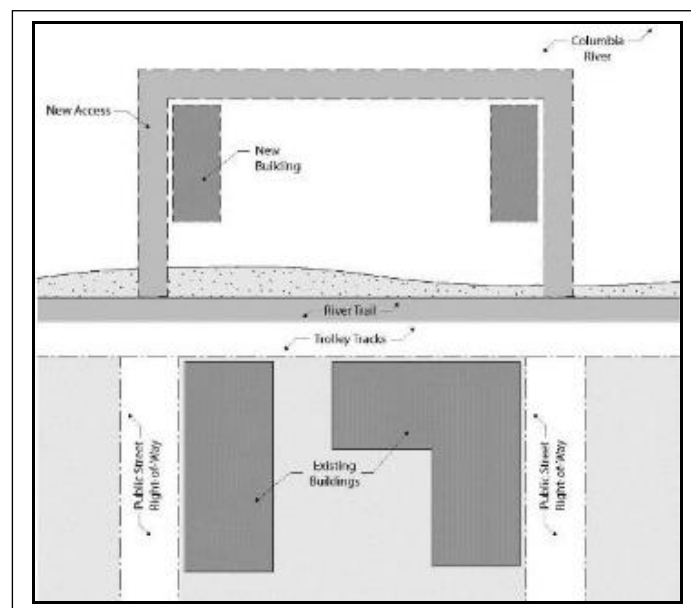 Columbia
River
New Access
New
Building
River Trail
Trolley Tracks
Public Street
Right-of-Way
Existing
Buildings
Public Street
Right-of-Way